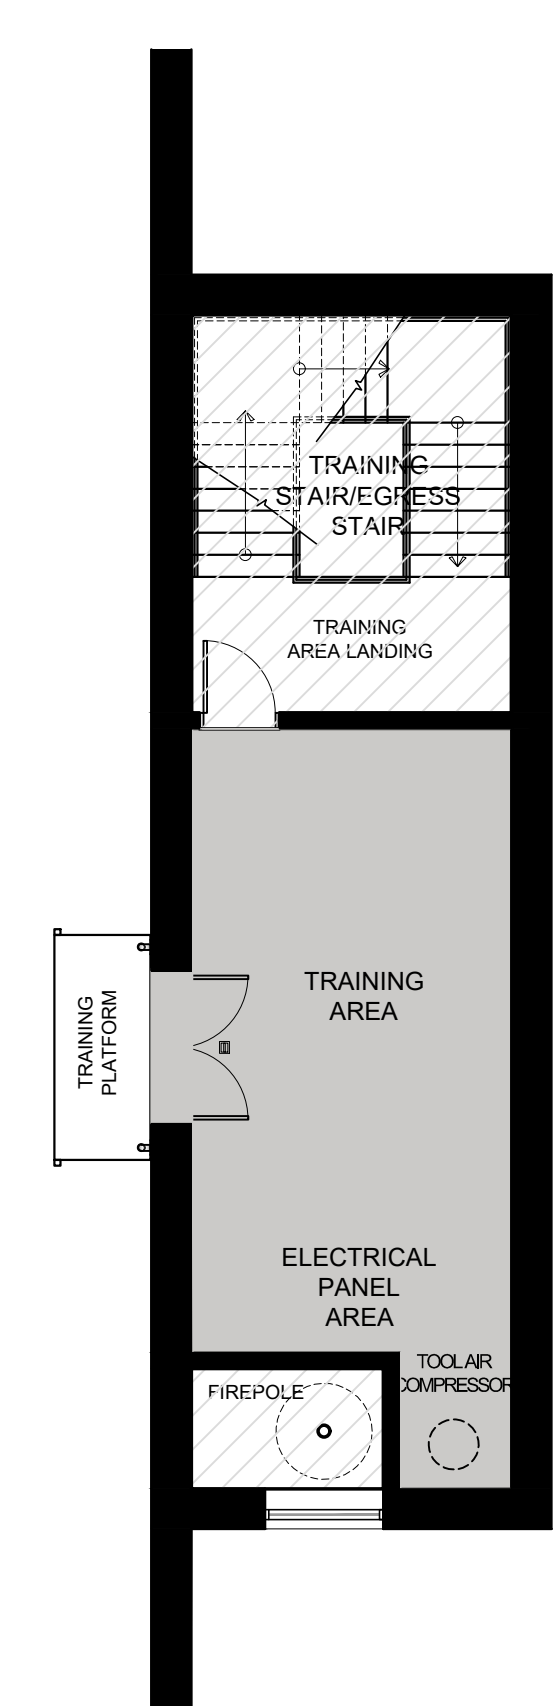 TRAINING
STAIR/EGRESS
STAIR
TRAINING
AREA LANDING
TRAINING
AREA
TRAINING
PLATFORM
ELECTRICAL
PANEL
AREA
TOOL AIR
COMPRESSOR
FIREPOLE